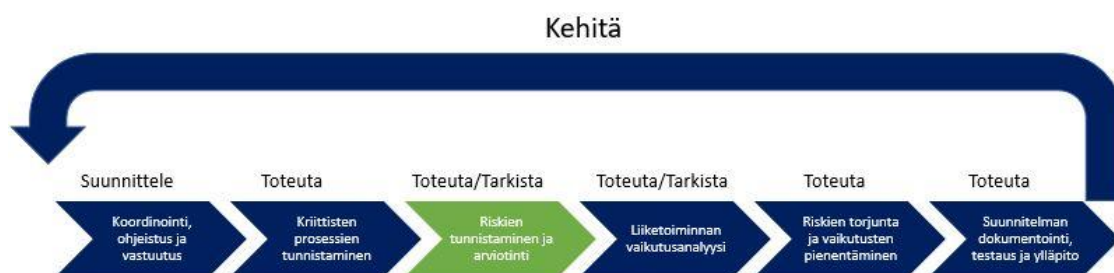 Kehitä
Suunnittele
Toteuta
Toteuta/Tarkista
Toteuta/Tarkista
Toteuta
Toteuta
Koordinointi,
ohjeistus ja
vastuutus
Kriittisten
prosessien
tunnistaminen
Riskien
tunnistaminen ja
arviotinti
Liiketoiminnan
vaikutusanalyysi
Riskien torjunta
ja vaikutusten
pienentäminen
Suunnitelman
dokumentointi,
testaus ja ylläpito